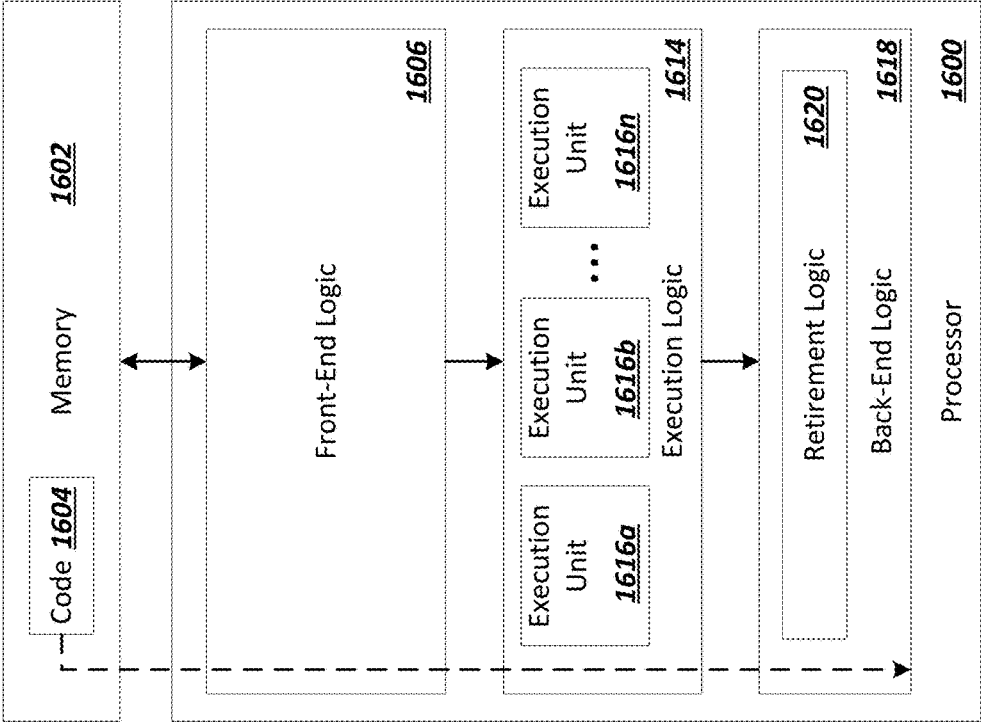 Code 1604
Memory
1602
Front-End Logic
1606
Execution
Unit
1616a
Execution
Unit
1616b
...
Execution
Unit
1616n
Execution Logic
1614
Retirement Logic
1620
Back-End Logic
1618
Processor
1600